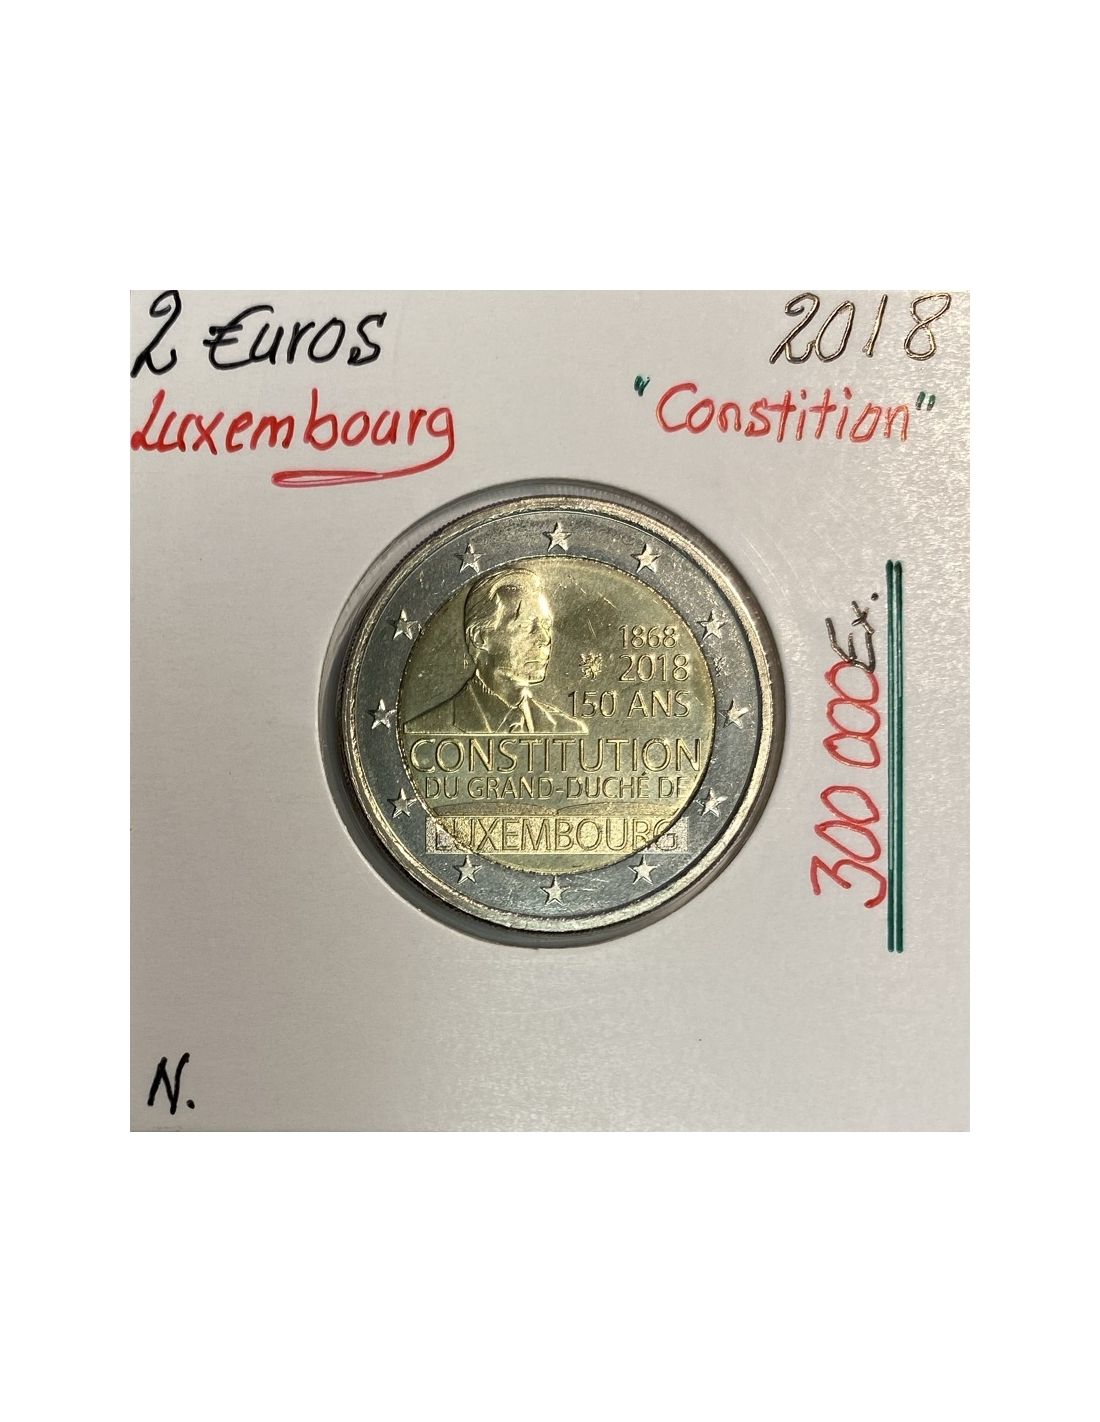 2 Euros
2018
Luxembourg
"Constition"
1868
2018
150 ANS
CONSTITUTION
DU GRAND-DUCHÉ DE
LUXEMBOURG
300 000 Ex.
N.